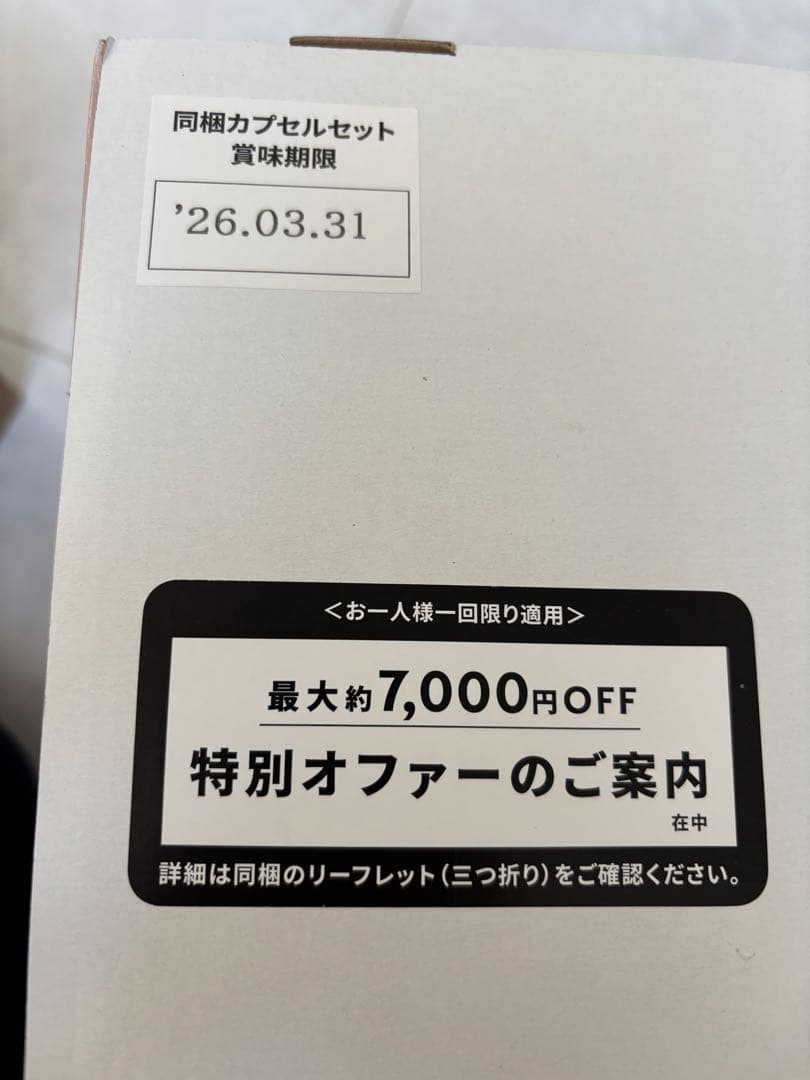 同梱カプセルセット
賞味期限
’26.03.31
＜お一人様一回限り適用＞
最大約7,000円OFF
特別オファーのご案内
在中
詳細は同梱のリーフレット（三つ折り）をご確認ください。